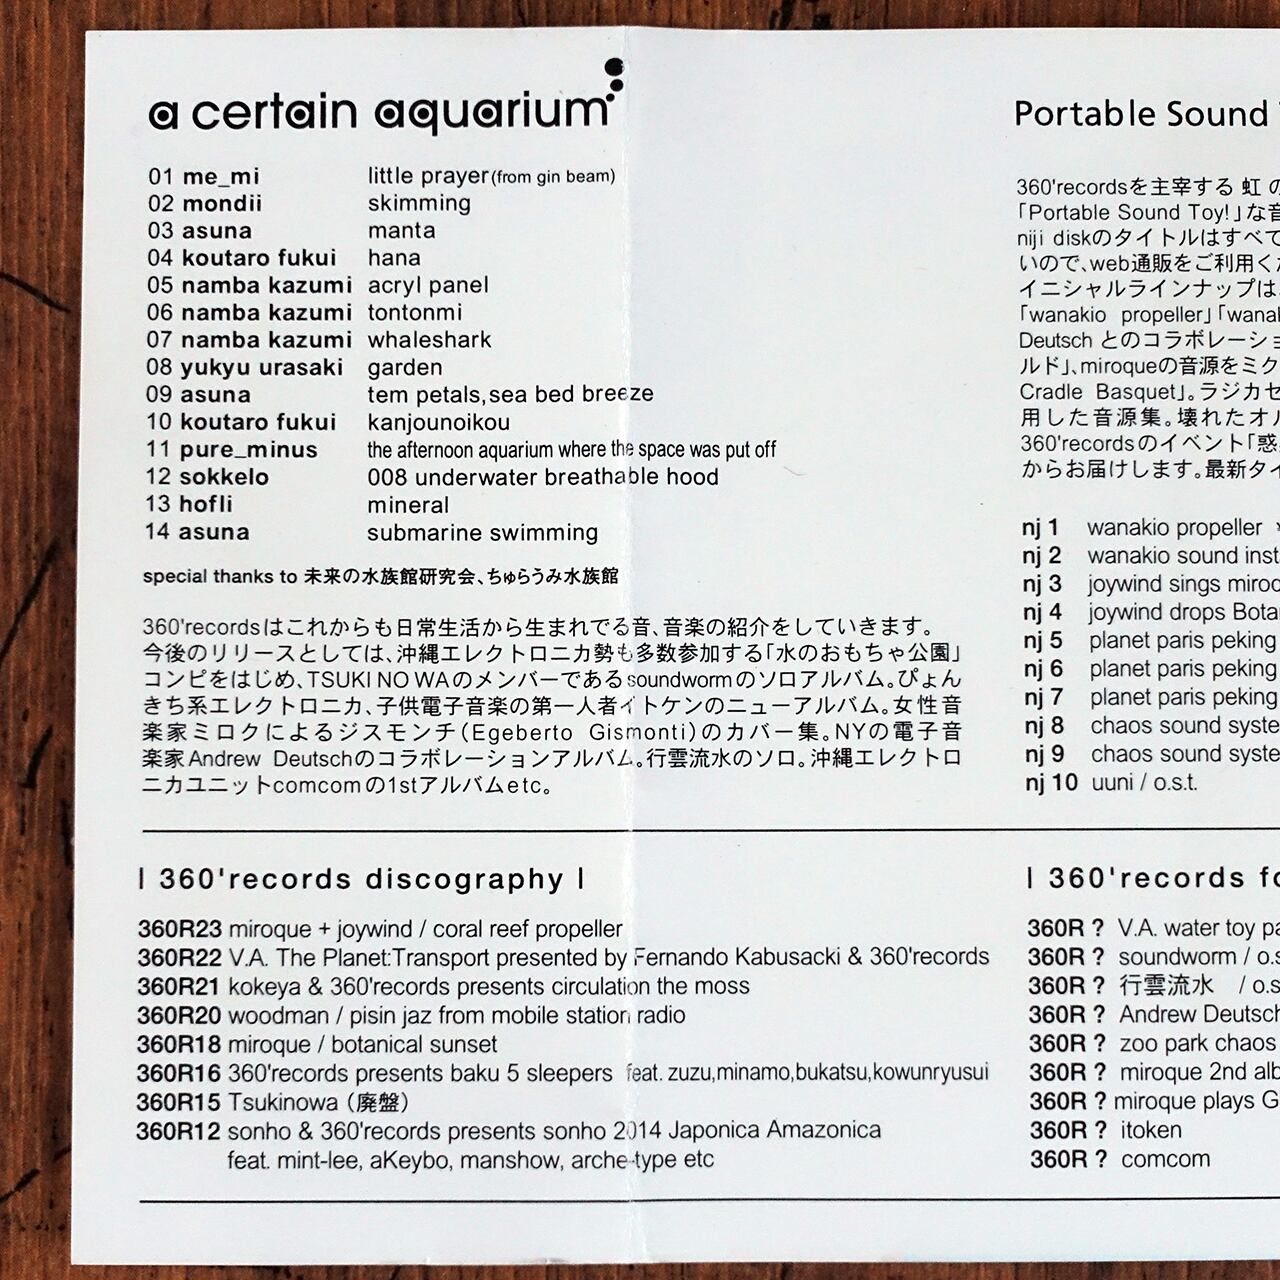 a certain aquarium
01 me_mi little prayer(from gin beam)
02 mondii skimming
03 asuna manta
04 koutaro fukui hana
05 namba kazumi acryl panel
06 namba kazumi tontonmi
07 namba kazumi whaleshark
08 yukyu urasaki garden
09 asuna tem petals,sea bed breeze
10 koutaro fukui kanjounoikou
11 pure_minus the afternoon aquarium where the space was put off
12 sokkelo 008 underwater breathable hood
13 hofli mineral
14 asuna submarine swimming
special thanks to 未来の水族館研究会、ちゅらうみ水族館
360'recordsはこれからも日常生活から生まれでる音、音楽の紹介をしていきます。
今後のリリースとしては、沖縄エレクトロニカ勢も多数参加する「水のおもちゃ公園」
コンピをはじめ、TSUKI NO WAのメンバーであるsoundwormのソロアルバム。ぴょん
きち系エレクトロニカ、子供電子音楽の第一人者イトケンのニューアルバム。女性音
楽家ミロクによるジスモンチ(Egeberto Gismonti)のカバー集。NYの電子音
楽家Andrew Deutschのコラボレーションアルバム。行雲流水のソロ。沖縄エレクトロ
ニカユニットcomcomの1stアルバムetc。
| 360'records discography |
360R23 miroque + joywind / coral reef propeller
360R22 V.A. The Planet:Transport presented by Fernando Kabusacki & 360'records
360R21 kokeya & 360'records presents circulation the moss
360R20 woodman / pisin jaz from mobile station radio
360R18 miroque / botanical sunset
360R16 360'records presents baku 5 sleepers feat. zuzu,minamo,bukatsu,kowunryusui
360R15 Tsukinowa (廃盤)
360R12 sonho & 360'records presents sonho 2014 Japonica Amazonica
feat. mint-lee, aKeybo, manshow, arche-type etc
Portable Sound
360'recordsを主宰する 虹 の
「Portable Sound Toy!」な音
niji diskのタイトルはすべて
いので、web通販をご利用くだ
イニシャルラインナップは、
「wanakio propeller」「wanak
Deutsch とのコラボレーショ
ルド」、miroqueの音源をミク
Cradle Basquet」。ラジカセ
用した音源集。壊れたオル
360'recordsのイベント「惑
からお届けします。最新タイ
nj 1 wanakio propeller
nj 2 wanakio sound inst
nj 3 joywind sings miroq
nj 4 joywind drops Bota
nj 5 planet paris peking
nj 6 planet paris peking
nj 7 planet paris peking
nj 8 chaos sound syste
nj 9 chaos sound syste
nj 10 uuni / o.s.t.
| 360'records fo
360R ? V.A. water toy pa
360R ? soundworm / o.s
360R ? 行雲流水 / o.s
360R ? Andrew Deutsch
360R ? zoo park chaos
360R ? miroque 2nd alb
360R ? miroque plays G
360R ? itoken
360R ? comcom